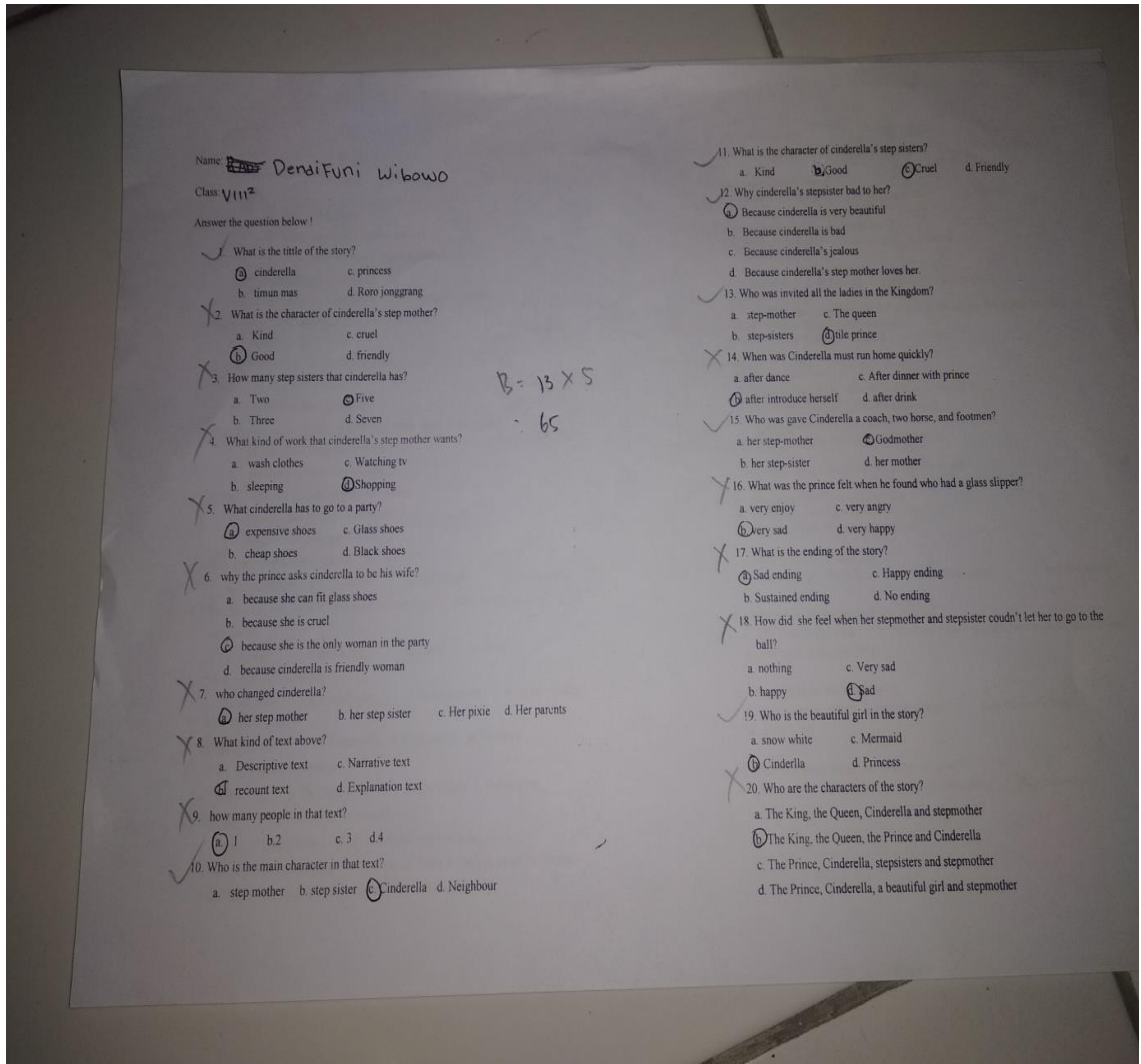 Name: DendiFuni Wibowo
Class: VIII²
Answer the question below !
1. What is the tittle of the story?
a. cinderella c. princess
b. timun mas d. Roro jonggrang
2. What is the character of cinderella's step mother?
a. Kind c. cruel
b. Good d. friendly
3. How many step sisters that cinderella has?
a. Two c. Five
b. Three d. Seven
4. What kind of work that cinderella's step mother wants?
a. wash clothes c. Watching tv
b. sleeping d. Shopping
5. What cinderella has to go to a party?
a. expensive shoes c. Glass shoes
b. cheap shoes d. Black shoes
6. why the prince asks cinderella to be his wife?
a. because she can fit glass shoes
b. because she is cruel
c. because she is the only woman in the party
d. because cinderella is friendly woman
7. who changed cinderella?
a. her step mother b. her step sister c. Her pixie d. Her parents
8. What kind of text above?
a. Descriptive text c. Narrative text
b. recount text d. Explanation text
9. how many people in that text?
a. 1 b.2 c. 3 d.4
10. Who is the main character in that text?
a. step mother b. step sister c. Cinderella d. Neighbour
B = 13 X 5
: 65
11. What is the character of cinderella's step sisters?
a. Kind b. Good c. Cruel d. Friendly
12. Why cinderella's stepsister bad to her?
a. Because cinderella is very beautiful
b. Because cinderella is bad
c. Because cinderella's jealous
d. Because cinderella's step mother loves her.
13. Who was invited all the ladies in the Kingdom?
a. step-mother c. The queen
b. step-sisters d. tile prince
14. When was Cinderella must run home quickly?
a. after dance c. After dinner with prince
b. after introduce herself d. after drink
15. Who was gave Cinderella a coach, two horse, and footmen?
a. her step-mother c. Godmother
b. her step-sister d. her mother
16. What was the prince felt when he found who had a glass slipper?
a. very enjoy c. very angry
b. very sad d. very happy
17. What is the ending of the story?
a. Sad ending c. Happy ending
b. Sustained ending d. No ending
18. How did she feel when her stepmother and stepsister coudn't let her to go to the
ball?
a. nothing c. Very sad
b. happy d. Sad
19. Who is the beautiful girl in the story?
a. snow white c. Mermaid
b. Cinderlla d. Princess
20. Who are the characters of the story?
a. The King, the Queen, Cinderella and stepmother
b. The King, the Queen, the Prince and Cinderella
c. The Prince, Cinderella, stepsisters and stepmother
d. The Prince, Cinderella, a beautiful girl and stepmother